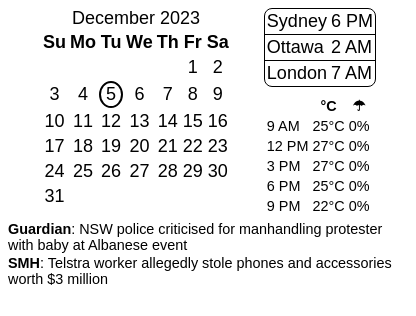 December 2023
Su Mo Tu We Th Fr Sa
1 2
3 4 5 6 7 8 9
10 11 12 13 14 15 16
17 18 19 20 21 22 23
24 25 26 27 28 29 30
31
Sydney 6 PM
Ottawa 2 AM
London 7 AM
°C ☂
9 AM 25°C 0%
12 PM 27°C 0%
3 PM 27°C 0%
6 PM 25°C 0%
9 PM 22°C 0%
Guardian: NSW police criticised for manhandling protester
with baby at Albanese event
SMH: Telstra worker allegedly stole phones and accessories
worth $3 million